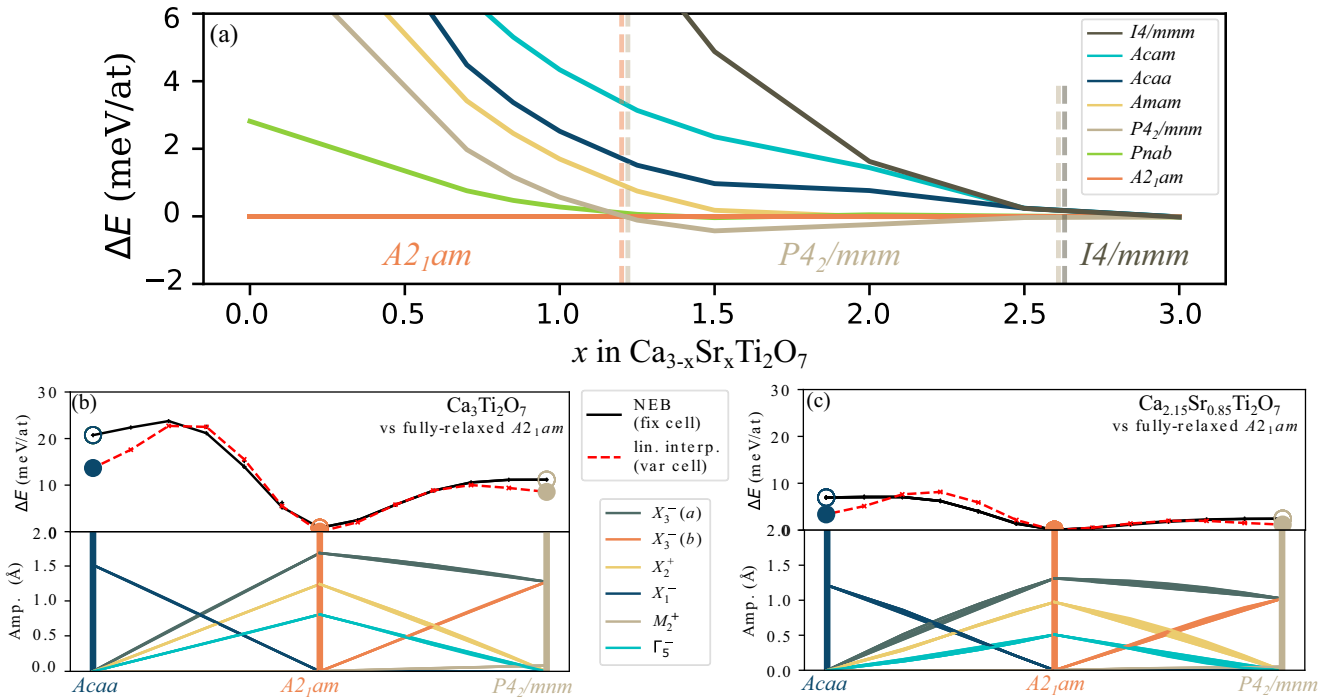 6
4
2
0
−2
ΔE (meV/at)
(a)
I4/mmm
Acam
Acaa
Amam
P4₂/mnm
Pnab
A2₁am
A2₁am
P4₂/mnm
I4/mmm
0.0 0.5 1.0 1.5 2.0 2.5 3.0
x in Ca₃₋ₓSrₓTi₂O₇
30
20
10
2.0
ΔE (meV/at)
(b)
Ca₃Ti₂O₇
vs fully-relaxed A2₁am
2.0
1.5
1.0
0.5
0.0
Amp. (Å)
Acaa A2₁am P4₂/mnm
NEB
(fix cell)
lin. interp.
(var cell)
X₃⁻(a)
X₃⁻(b)
X₂⁺
X₁⁻
M₂⁺
Γ₅⁻
30
20
10
2.0
ΔE (meV/at)
(c)
Ca₂.₁₅Sr₀.₈₅Ti₂O₇
vs fully-relaxed A2₁am
2.0
1.5
1.0
0.5
0.0
Amp. (Å)
Acaa A2₁am P4₂/mnm